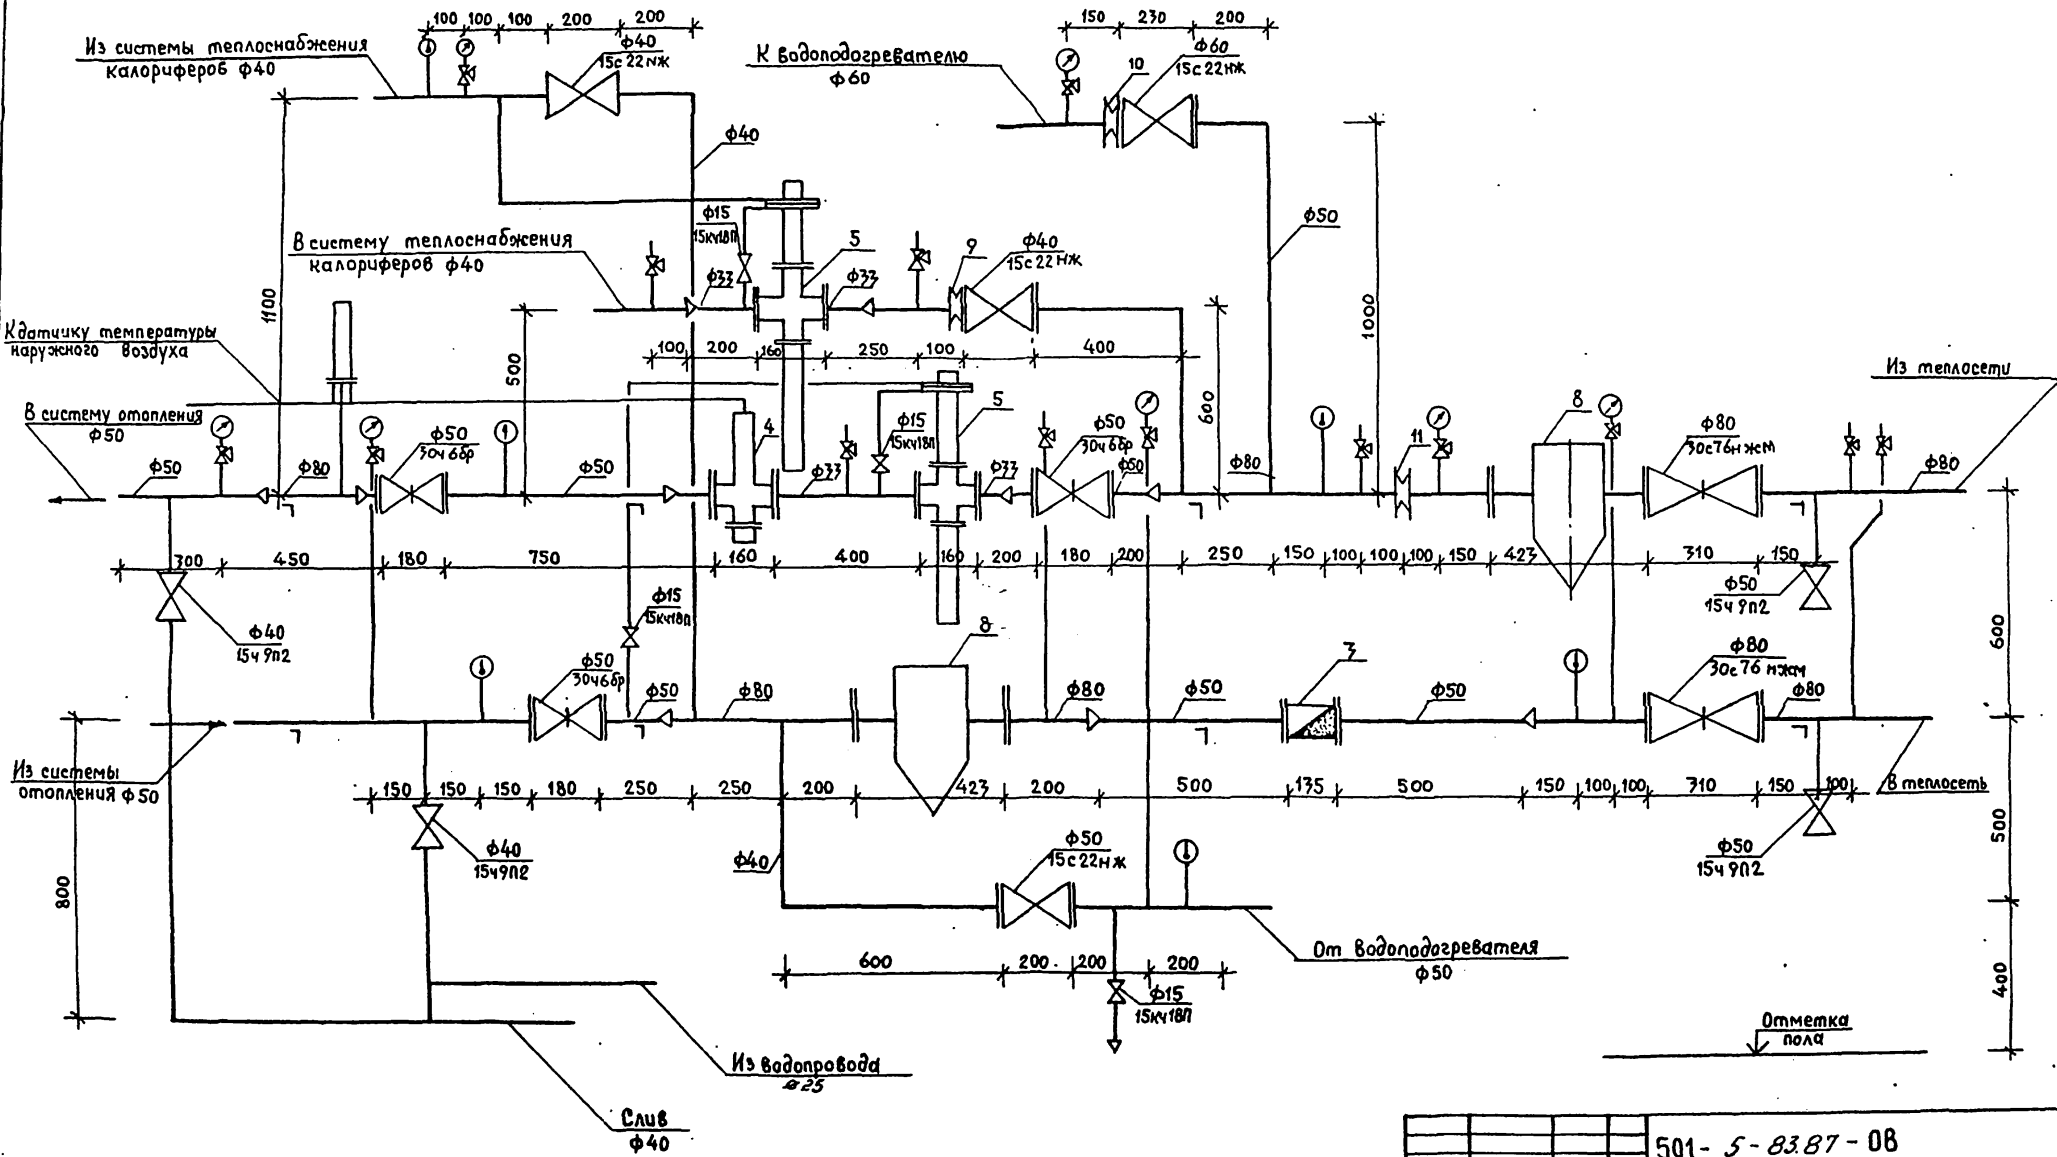 100 100 100 200 200
150 230 200
Из системы теплоснабжения
калориферов ф40
ф40
15с22нж
К водоподогревателю
ф60
10
ф60
15с22нж
ф40
ф15
15кч18п
ф50
В систему теплоснабжения
калориферов ф40
5
9
ф40
15с22нж
ф33
ф33
1100
1000
К датчику температуры
наружного воздуха
500
100 200 160 250 100 400
600
Из теплосети
В систему отопления
ф50
ф50
30ч6бр
4
ф15
15кч18п
5
ф50
30ч6бр
11
8
ф80
30с76нжм
ф50
ф80
ф50
ф33
ф33
ф50
ф80
ф80
300 450 180 750 160 400 160 200 180 200 250 150 100 100 100 150 423 310 150
ф40
15ч9п2
ф15
15кч18п
8
ф50
15ч9п2
600
ф50
30ч6бр
ф50
ф80
ф80
ф50
3
ф50
ф80
30с76нжм
ф80
Из системы
отопления ф50
150 150 150 180 250 250 200 423 200 500 135 500 150 100 100 310 150 100
В теплосеть
800
ф40
15ч9п2
ф40
ф50
15с22нж
ф50
15ч9п2
500
От водоподогревателя
ф50
600 200 200 200
400
ф15
15кч18п
Отметка
пола
Из водопровода
ø25
Слив
ф40
501-5-83.87-ОВ